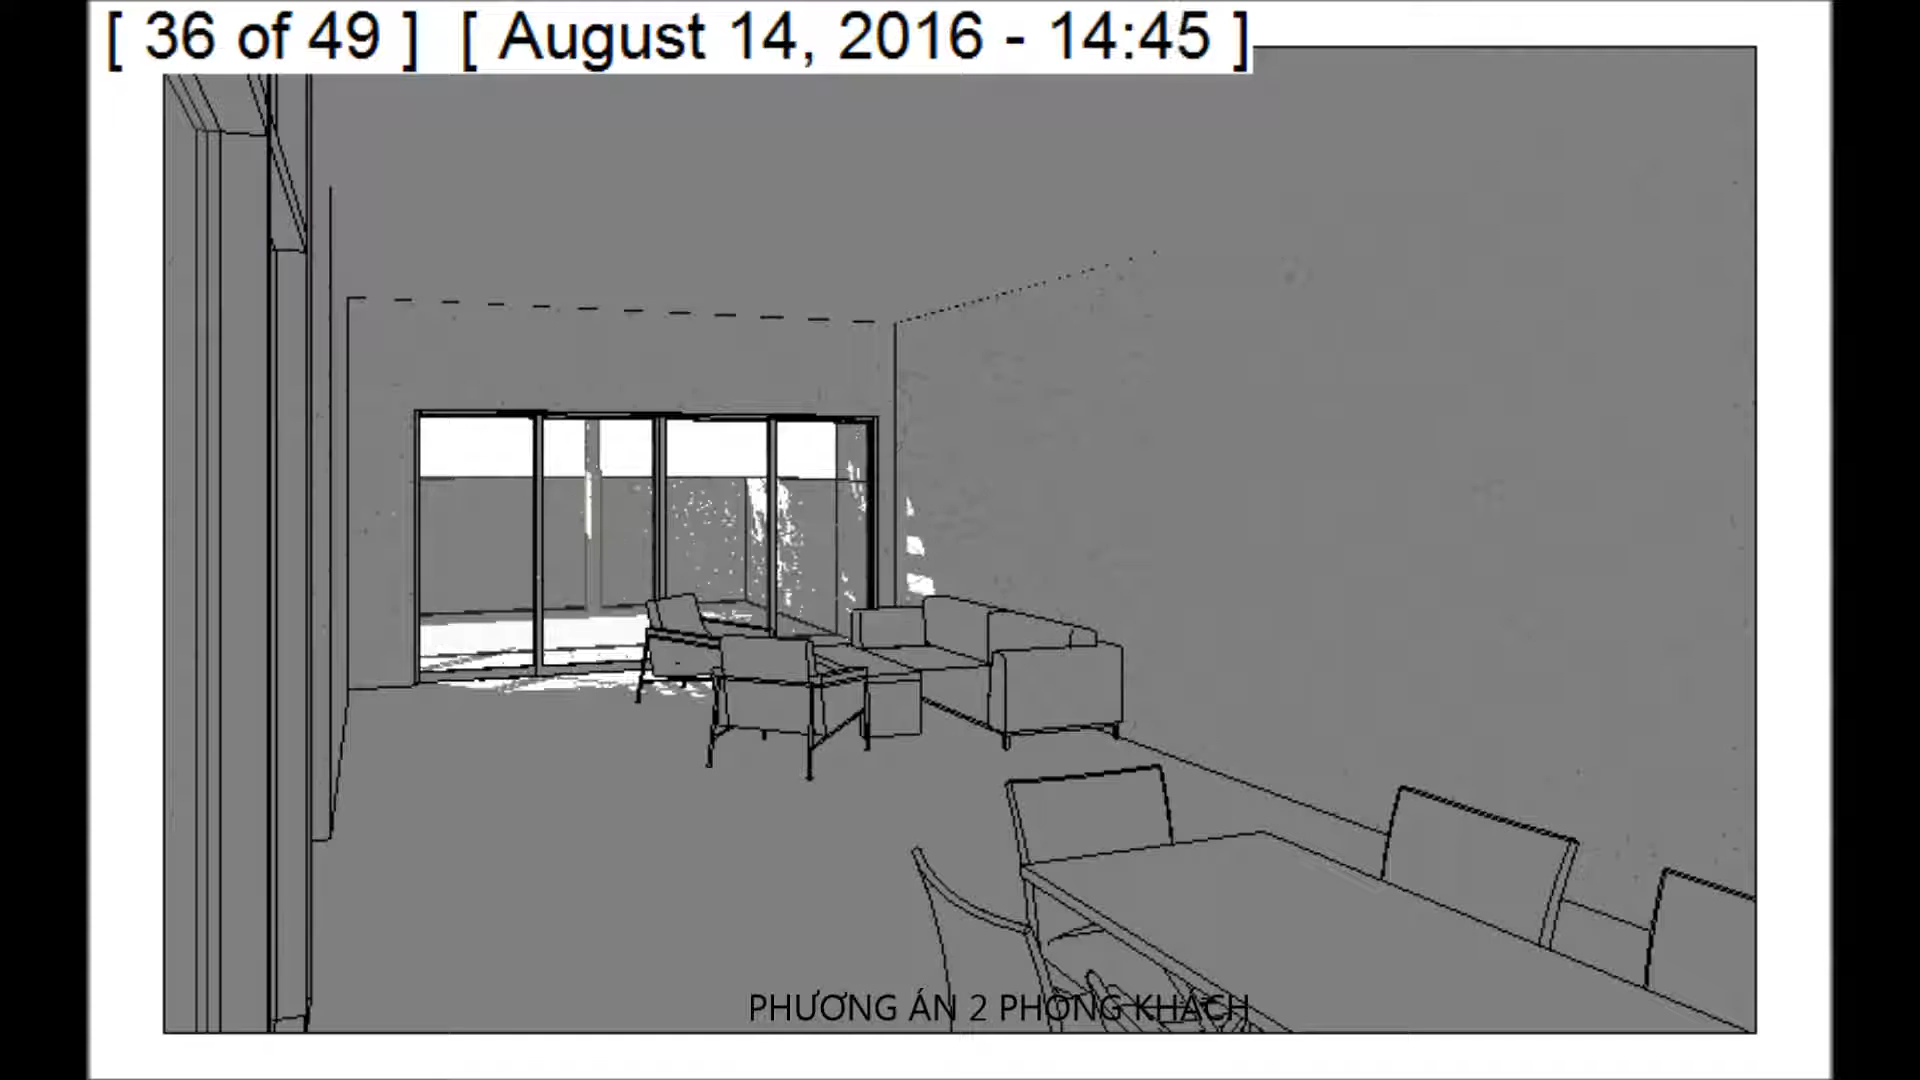 [ 36 of 49 ] [ August 14, 2016 - 14:45 ]
PHƯƠNG ÁN 2 PHÒNG KHÁCH